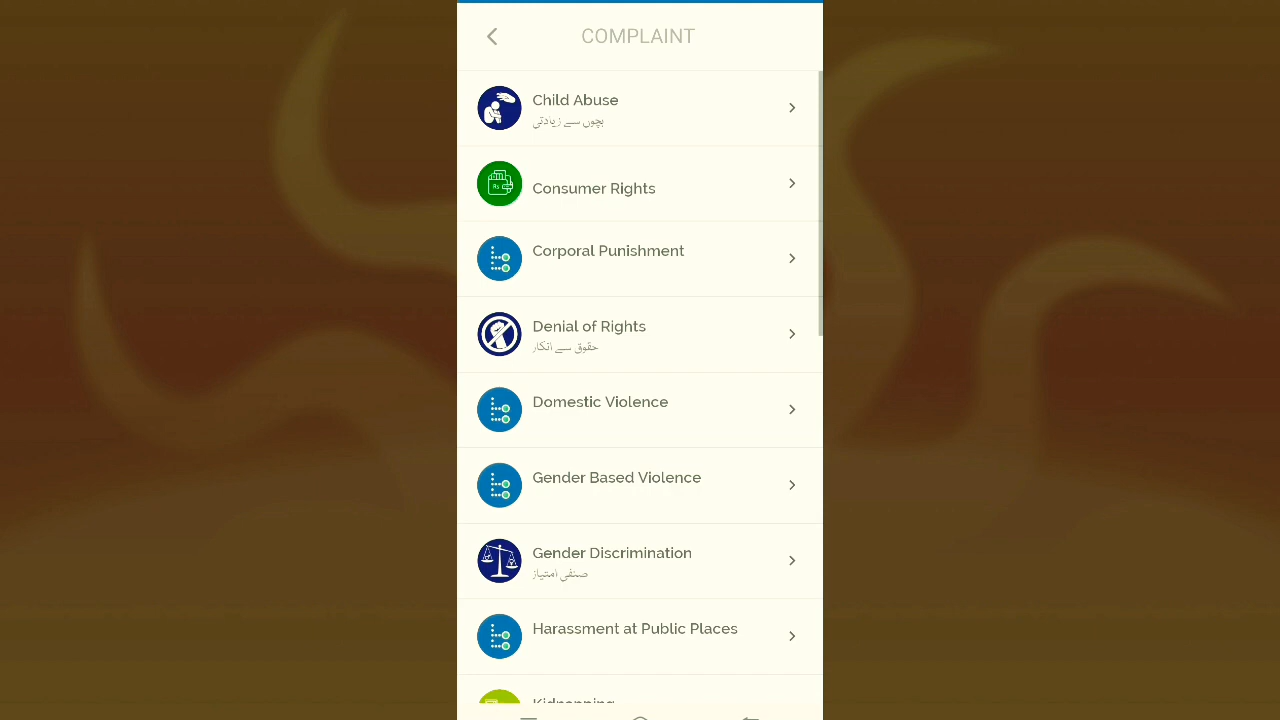 COMPLAINT
Child Abuse
بچوں سے زیادتی
Rs
Consumer Rights
Corporal Punishment
Denial of Rights
حقوق سے انکار
Domestic Violence
Gender Based Violence
Gender Discrimination
صنفی امتیاز
Harassment at Public Places
Kidnapping